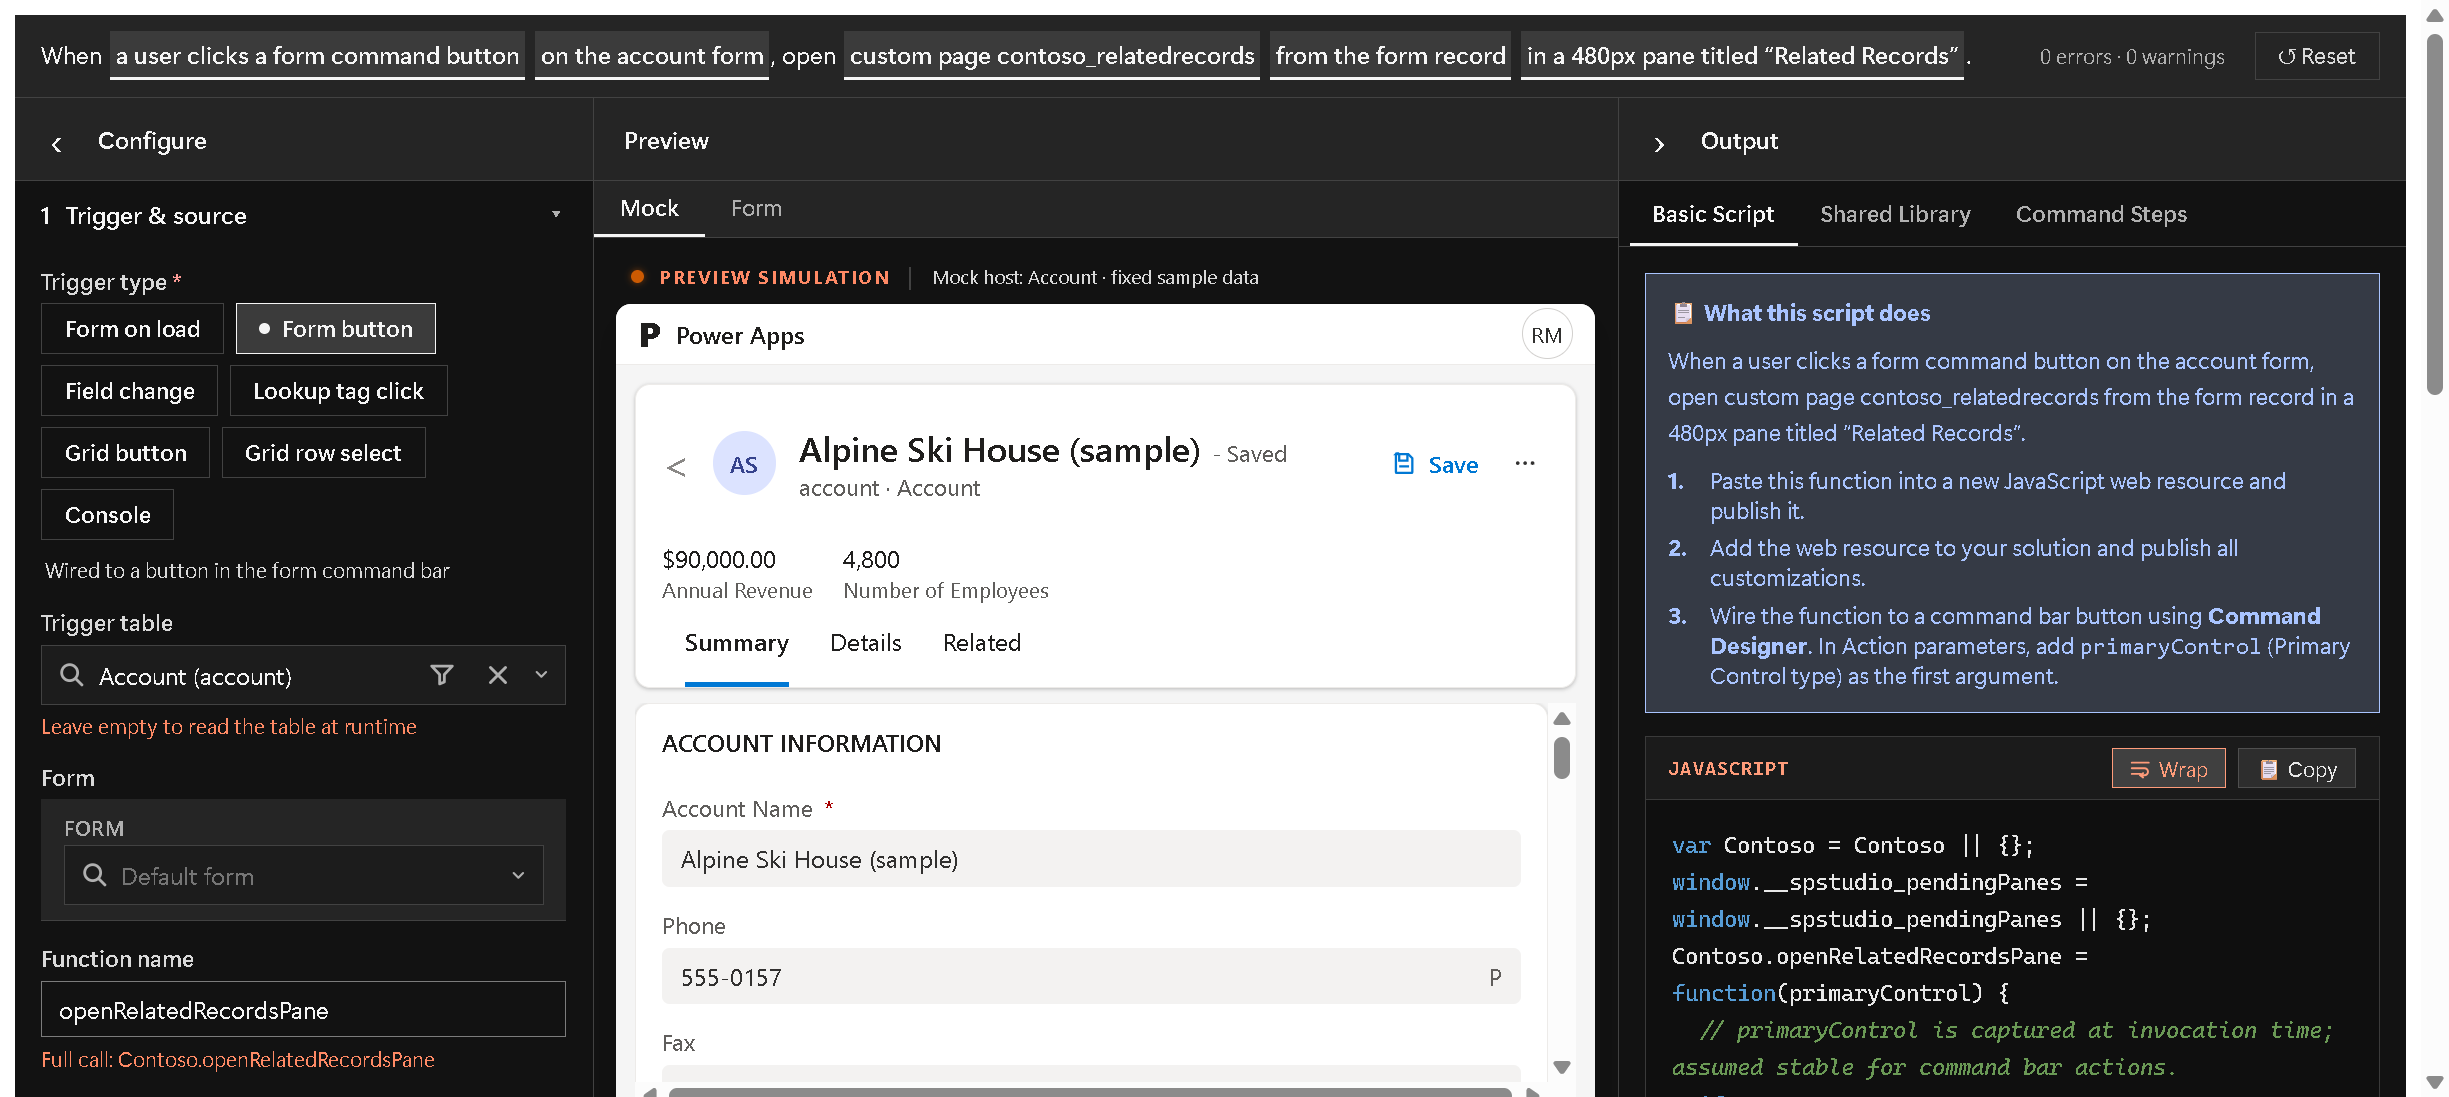 When a user clicks a form command button on the account form, open custom page contoso_relatedrecords from the form record in a 480px pane titled “Related Records”.
0 errors · 0 warnings
↺ Reset
‹ Configure
1 Trigger & source
Trigger type *
Form on load
● Form button
Field change
Lookup tag click
Grid button
Grid row select
Console
Wired to a button in the form command bar
Trigger table
Account (account)
Leave empty to read the table at runtime
Form
FORM
Default form
Function name
openRelatedRecordsPane
Full call: Contoso.openRelatedRecordsPane
Preview
Mock
Form
PREVIEW SIMULATION
Mock host: Account · fixed sample data
P Power Apps
RM
<
AS
Alpine Ski House (sample) - Saved
account · Account
Save
...
$90,000.00
Annual Revenue
4,800
Number of Employees
Summary
Details
Related
ACCOUNT INFORMATION
Account Name *
Alpine Ski House (sample)
Phone
555-0157
P
Fax
› Output
Basic Script
Shared Library
Command Steps
📋 What this script does
When a user clicks a form command button on the account form,
open custom page contoso_relatedrecords from the form record in a
480px pane titled “Related Records”.
1. Paste this function into a new JavaScript web resource and
publish it.
2. Add the web resource to your solution and publish all
customizations.
3. Wire the function to a command bar button using Command
Designer. In Action parameters, add primaryControl (Primary
Control type) as the first argument.
JAVASCRIPT
Wrap
📋 Copy
var Contoso = Contoso || {};
window.__spstudio_pendingPanes =
window.__spstudio_pendingPanes || {};
Contoso.openRelatedRecordsPane =
function(primaryControl) {
// primaryControl is captured at invocation time;
assumed stable for command bar actions.